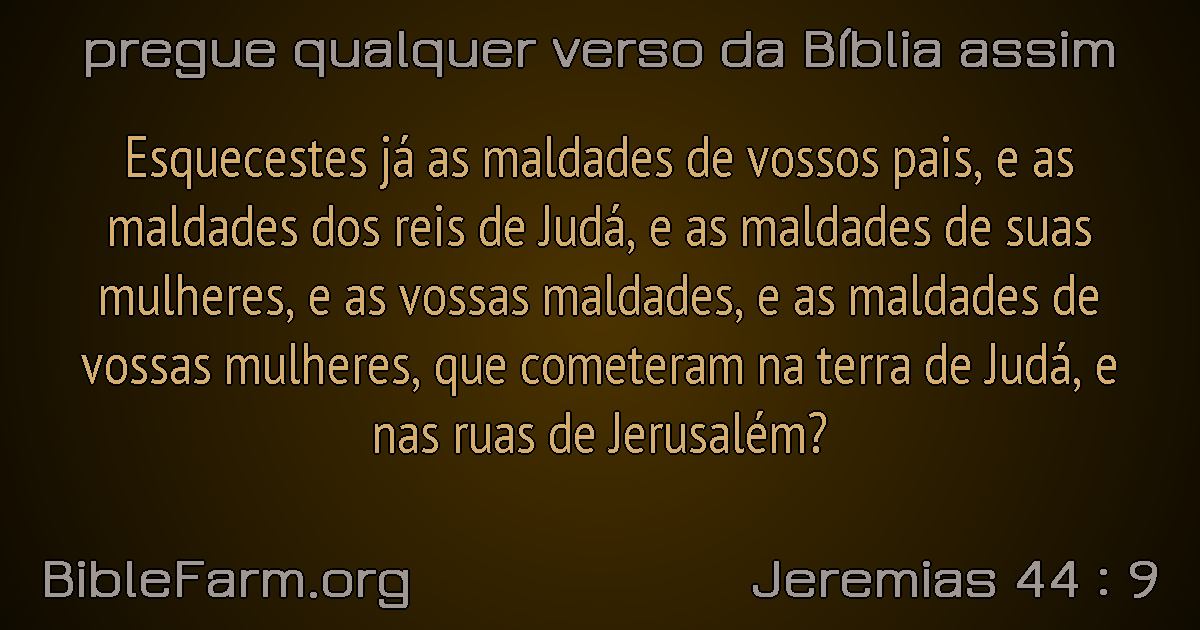 pregue qualquer verso da Bíblia assim
Esquecestes já as maldades de vossos pais, e as
maldades dos reis de Judá, e as maldades de suas
mulheres, e as vossas maldades, e as maldades de
vossas mulheres, que cometeram na terra de Judá, e
nas ruas de Jerusalém?
BibleFarm.org
Jeremias 44 : 9